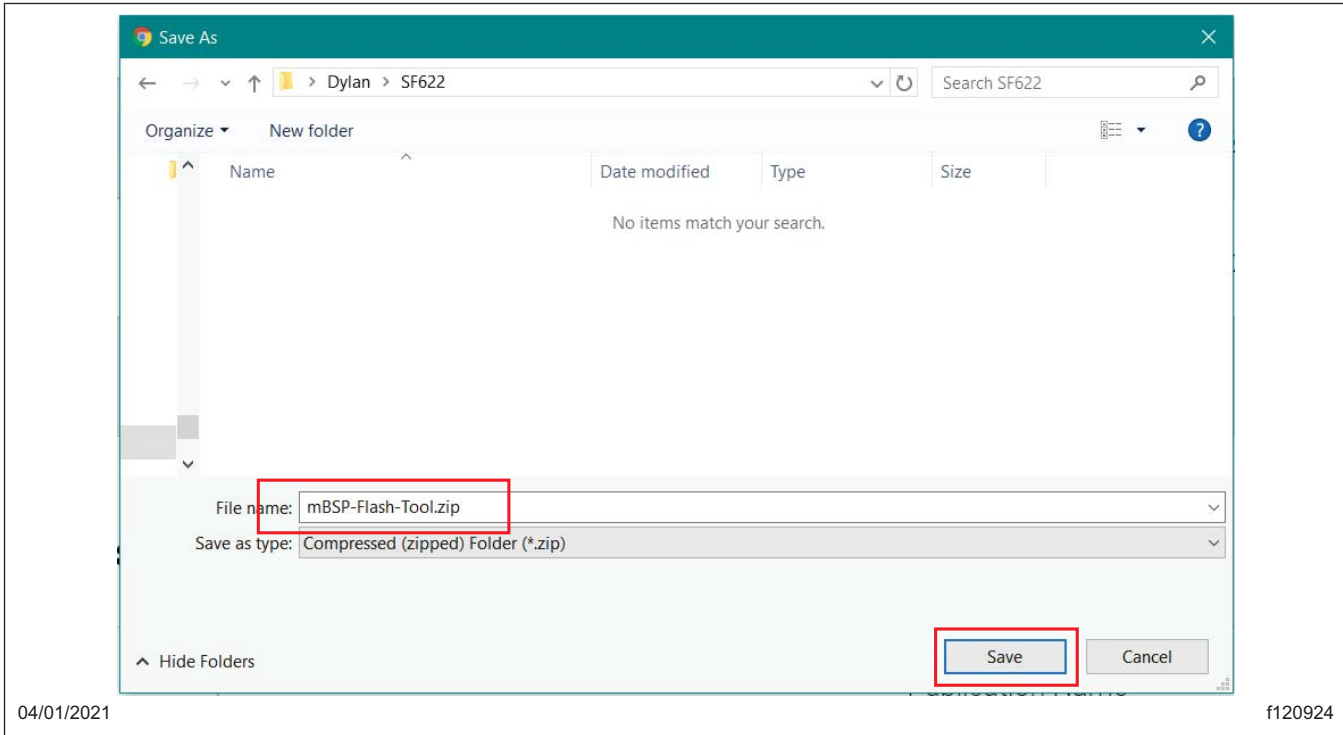 Save As
> Dylan > SF622
Search SF622
Organize
New folder
Name
Date modified
Type
Size
No items match your search.
File name: mBSP-Flash-Tool.zip
Save as type: Compressed (zipped) Folder (*.zip)
Hide Folders
Save
Cancel
04/01/2021
f120924